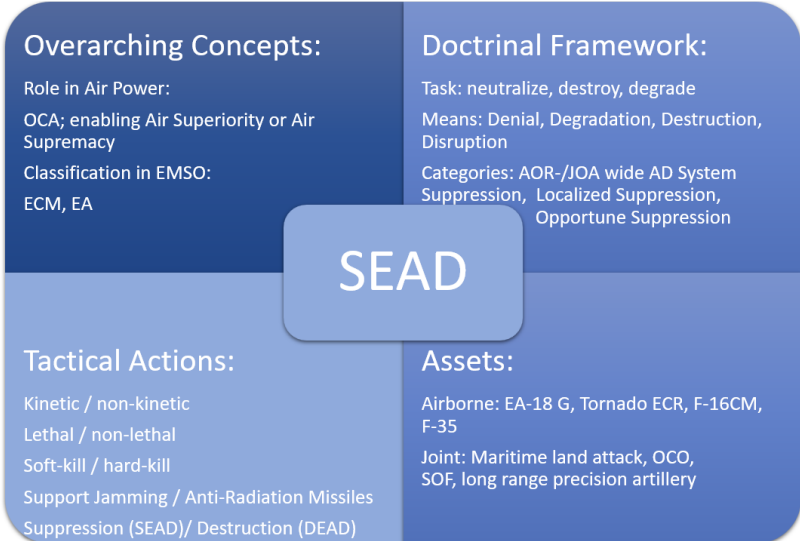 Overarching Concepts:
Role in Air Power:
OCA; enabling Air Superiority or Air
Supremacy
Classification in EMSO:
ECM, EA
Doctrinal Framework:
Task: neutralize, destroy, degrade
Means: Denial, Degradation, Destruction,
Disruption
Categories: AOR-/JOA wide AD System
Suppression, Localized Suppression,
Opportune Suppression
SEAD
Tactical Actions:
Kinetic / non-kinetic
Lethal / non-lethal
Soft-kill / hard-kill
Support Jamming / Anti-Radiation Missiles
Suppression (SEAD)/ Destruction (DEAD)
Assets:
Airborne: EA-18 G, Tornado ECR, F-16CM,
F-35
Joint: Maritime land attack, OCO,
SOF, long range precision artillery